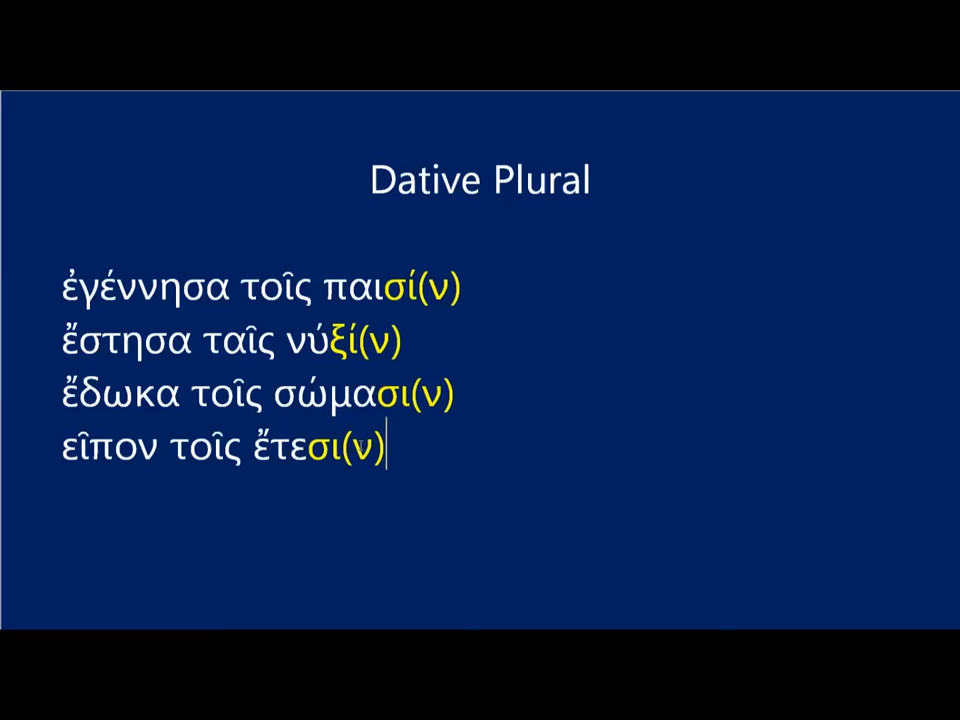 Dative Plural
ἐγέννησα τοῖς παισί(ν)
ἔστησα ταῖς νύξί(ν)
ἔδωκα τοῖς σώμασι(ν)
εἶπον τοῖς ἔτεσι(ν)